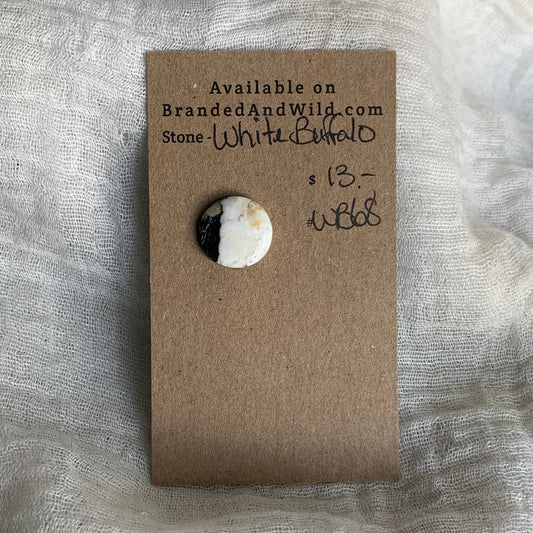 Available on
BrandedAndWild.com
Stone - White Buffalo
$ 13.-
#WB68